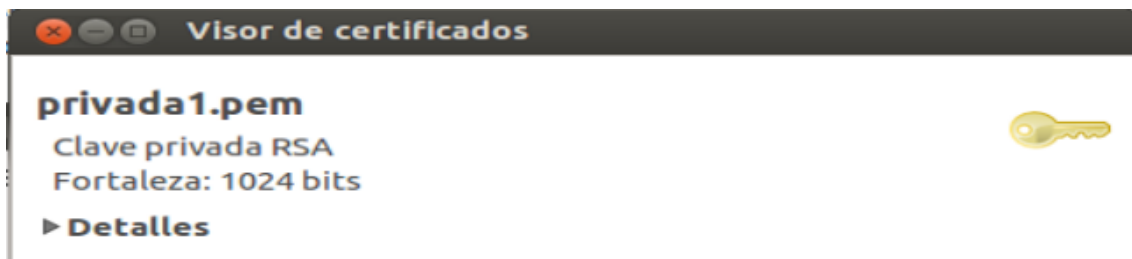 Visor de certificados
privada1.pem
Clave privada RSA
Fortaleza: 1024 bits
Detalles